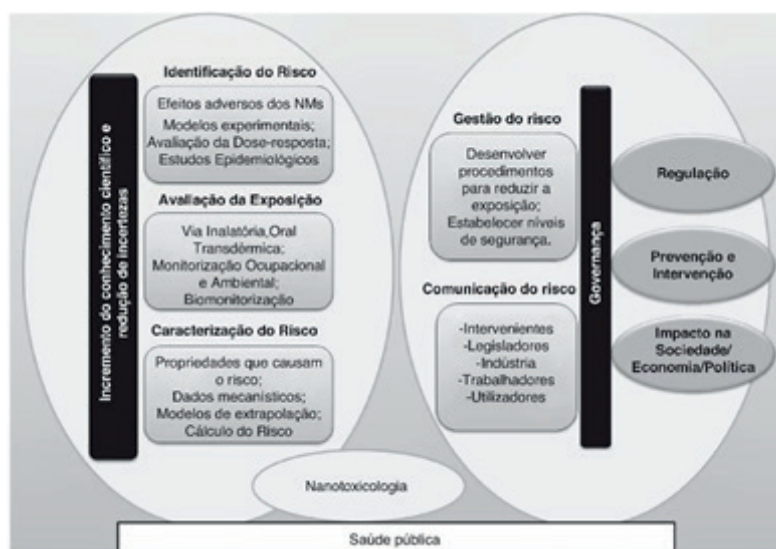 Incremento do conhecimento científico e
redução de incertezas
Identificação do Risco
Efeitos adversos dos NMs
Modelos experimentais;
Avaliação da Dose-resposta;
Estudos Epidemiológicos
Avaliação da Exposição
Via Inalatória,Oral
Transdérmica;
Monitorização Ocupacional
e Ambiental;
Biomonitorização
Caracterização do Risco
Propriedades que causam
o risco;
Dados mecanísticos;
Modelos de extrapolação;
Cálculo do Risco
Gestão do risco
Desenvolver
procedimentos
para reduzir a
exposição;
Estabelecer níveis
de segurança.
Comunicação do risco
-Intervenientes
-Legisladores
-Indústria
-Trabalhadores
-Utilizadores
Governança
Regulação
Prevenção e
Intervenção
Impacto na
Sociedade/
Economia/Política
Nanotoxicologia
Saúde pública